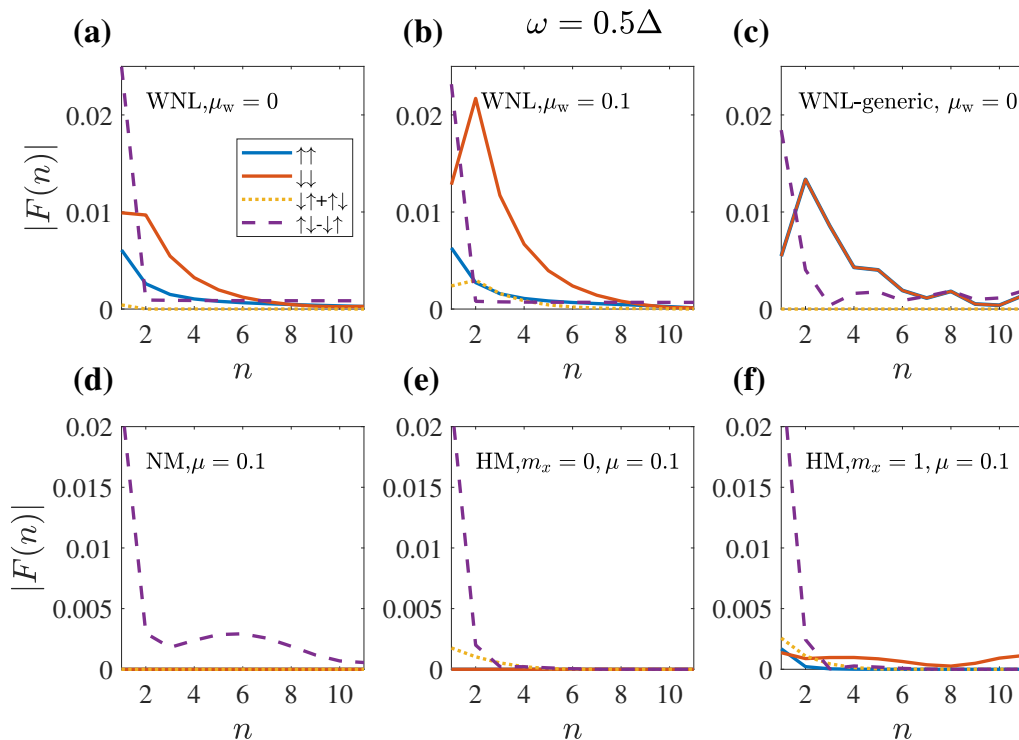 ω = 0.5Δ
(a)
(b)
(c)
|F(n)|
0.02
0.01
0
WNL,μw = 0
↑↑
↓↓
↓↑+↑↓
↑↓-↓↑
2 4 6 8 10
n
0.02
0.01
0
WNL,μw = 0.1
2 4 6 8 10
n
0.02
0.01
0
WNL-generic, μw = 0
2 4 6 8 10
n
(d)
(e)
(f)
|F(n)|
0.02
0.015
0.01
0.005
0
NM,μ = 0.1
2 4 6 8 10
n
0.02
0.015
0.01
0.005
0
HM,mx = 0, μ = 0.1
2 4 6 8 10
n
0.02
0.015
0.01
0.005
0
HM,mx = 1, μ = 0.1
2 4 6 8 10
n